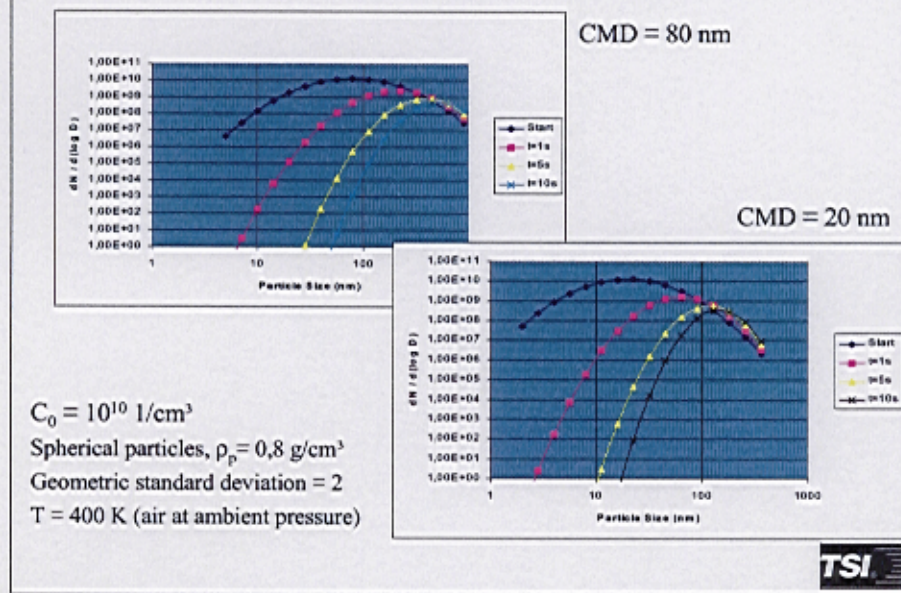 CMD = 80 nm
1,00E+11
1,00E+10
1,00E+09
1,00E+08
1,00E+07
1,00E+06
1,00E+05
1,00E+04
1,00E+03
1,00E+02
1,00E+01
1,00E+00
dN / d(log D)
1
10
100
Particle Size (nm)
Start
t=1s
t=5s
t=10s
CMD = 20 nm
1,00E+11
1,00E+10
1,00E+09
1,00E+08
1,00E+07
1,00E+06
1,00E+05
1,00E+04
1,00E+03
1,00E+02
1,00E+01
1,00E+00
dN / d(log D)
1
10
100
1000
Particle Size (nm)
Start
t=1s
t=5s
t=10s
C₀ = 10¹⁰ 1/cm³
Spherical particles, ρₚ= 0,8 g/cm³
Geometric standard deviation = 2
T = 400 K (air at ambient pressure)
TSI